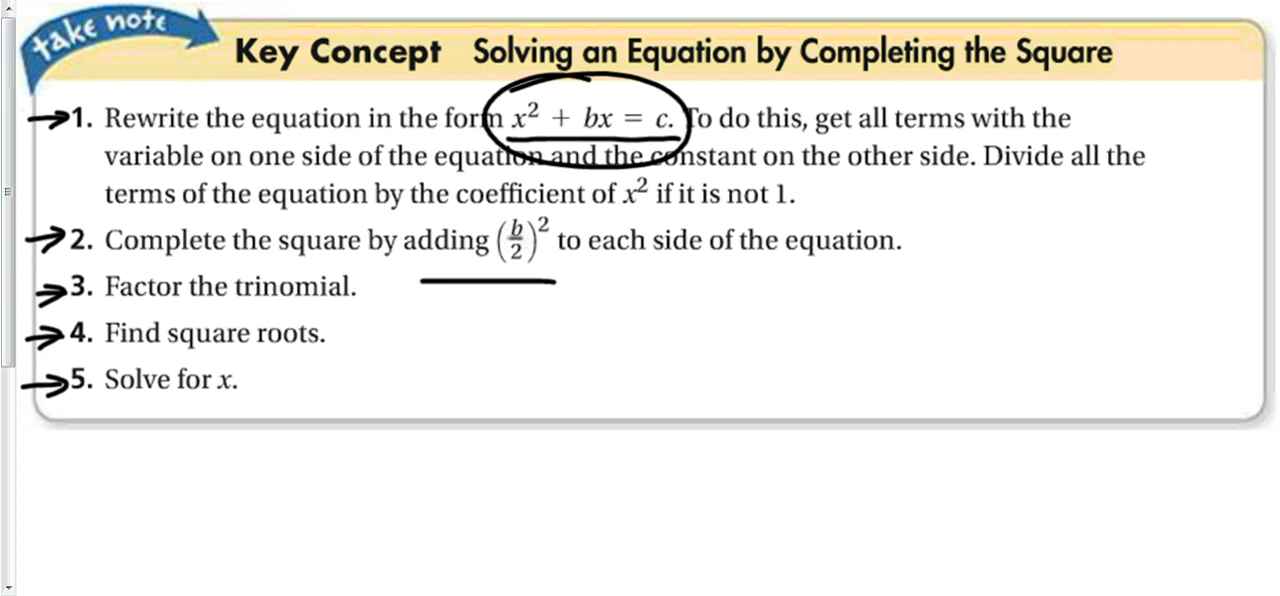 take note
Key Concept Solving an Equation by Completing the Square
1. Rewrite the equation in the form x² + bx = c. To do this, get all terms with the
variable on one side of the equation and the constant on the other side. Divide all the
terms of the equation by the coefficient of x² if it is not 1.
2. Complete the square by adding (b/2)² to each side of the equation.
3. Factor the trinomial.
4. Find square roots.
5. Solve for x.